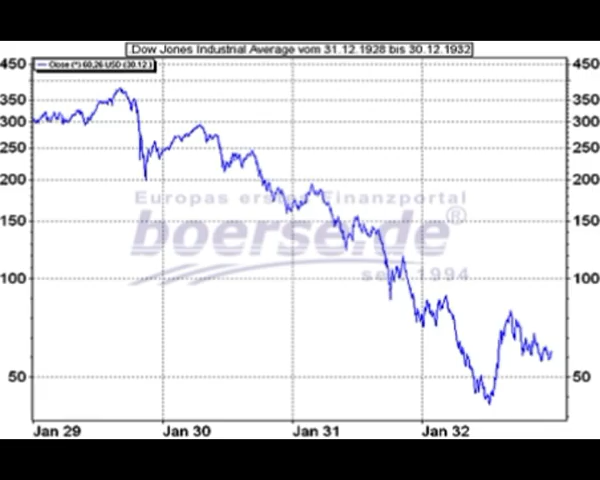 Dow Jones Industrial Average vom 31.12.1928 bis 30.12.1932
Close (*) 60,26 USD (30.12.)
450 450
350 350
300 300
250 250
200 200
Europas erstes Finanzportal
150 150
boerse.de®
seit 1994
100 100
50 50
Jan 29 Jan 30 Jan 31 Jan 32